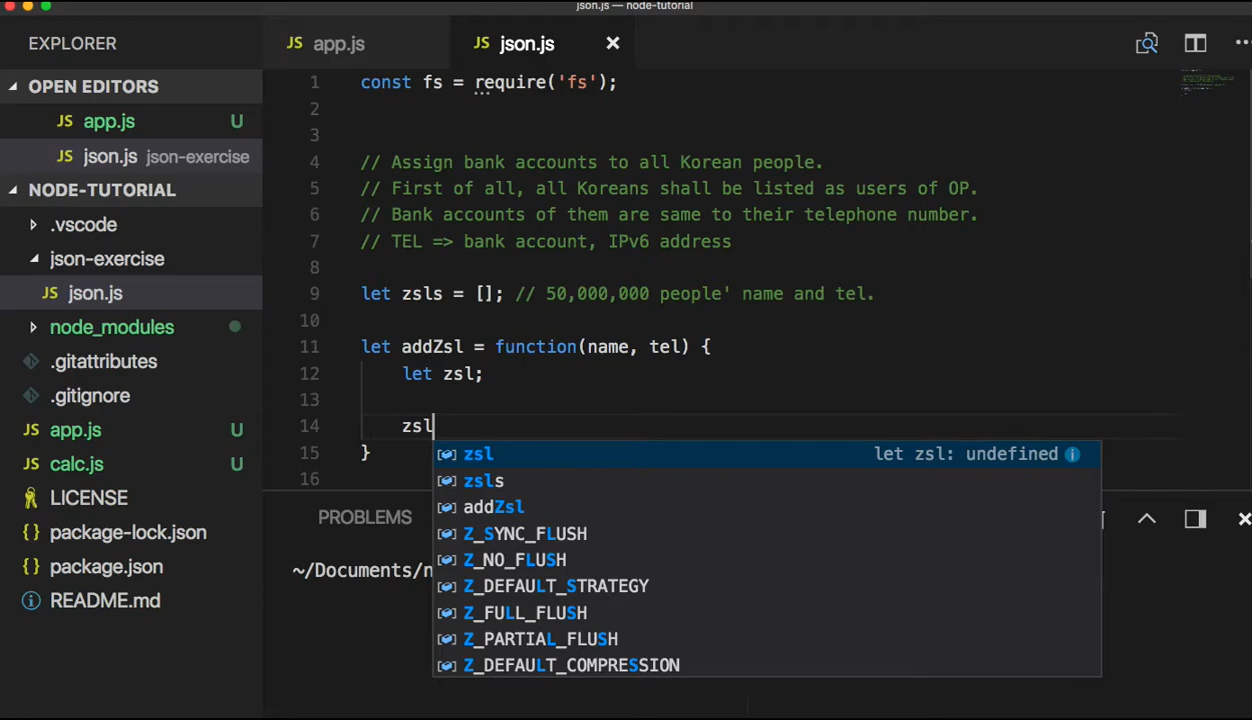 json.js — node-tutorial
EXPLORER
OPEN EDITORS
JS app.js U
JS json.js json-exercise
NODE-TUTORIAL
.vscode
json-exercise
JS json.js
node_modules
.gitattributes
.gitignore
JS app.js U
JS calc.js U
LICENSE
{} package-lock.json
{} package.json
README.md
JS app.js
JS json.js
1 const fs = require('fs');
2
3
4 // Assign bank accounts to all Korean people.
5 // First of all, all Koreans shall be listed as users of OP.
6 // Bank accounts of them are same to their telephone number.
7 // TEL => bank account, IPv6 address
8
9 let zsls = []; // 50,000,000 people' name and tel.
10
11 let addZsl = function(name, tel) {
12 let zsl;
13
14 zsl
15 }
16
zsl let zsl: undefined
zsls
addZsl
Z_SYNC_FLUSH
Z_NO_FLUSH
Z_DEFAULT_STRATEGY
Z_FULL_FLUSH
Z_PARTIAL_FLUSH
Z_DEFAULT_COMPRESSION
PROBLEMS
~/Documents/n